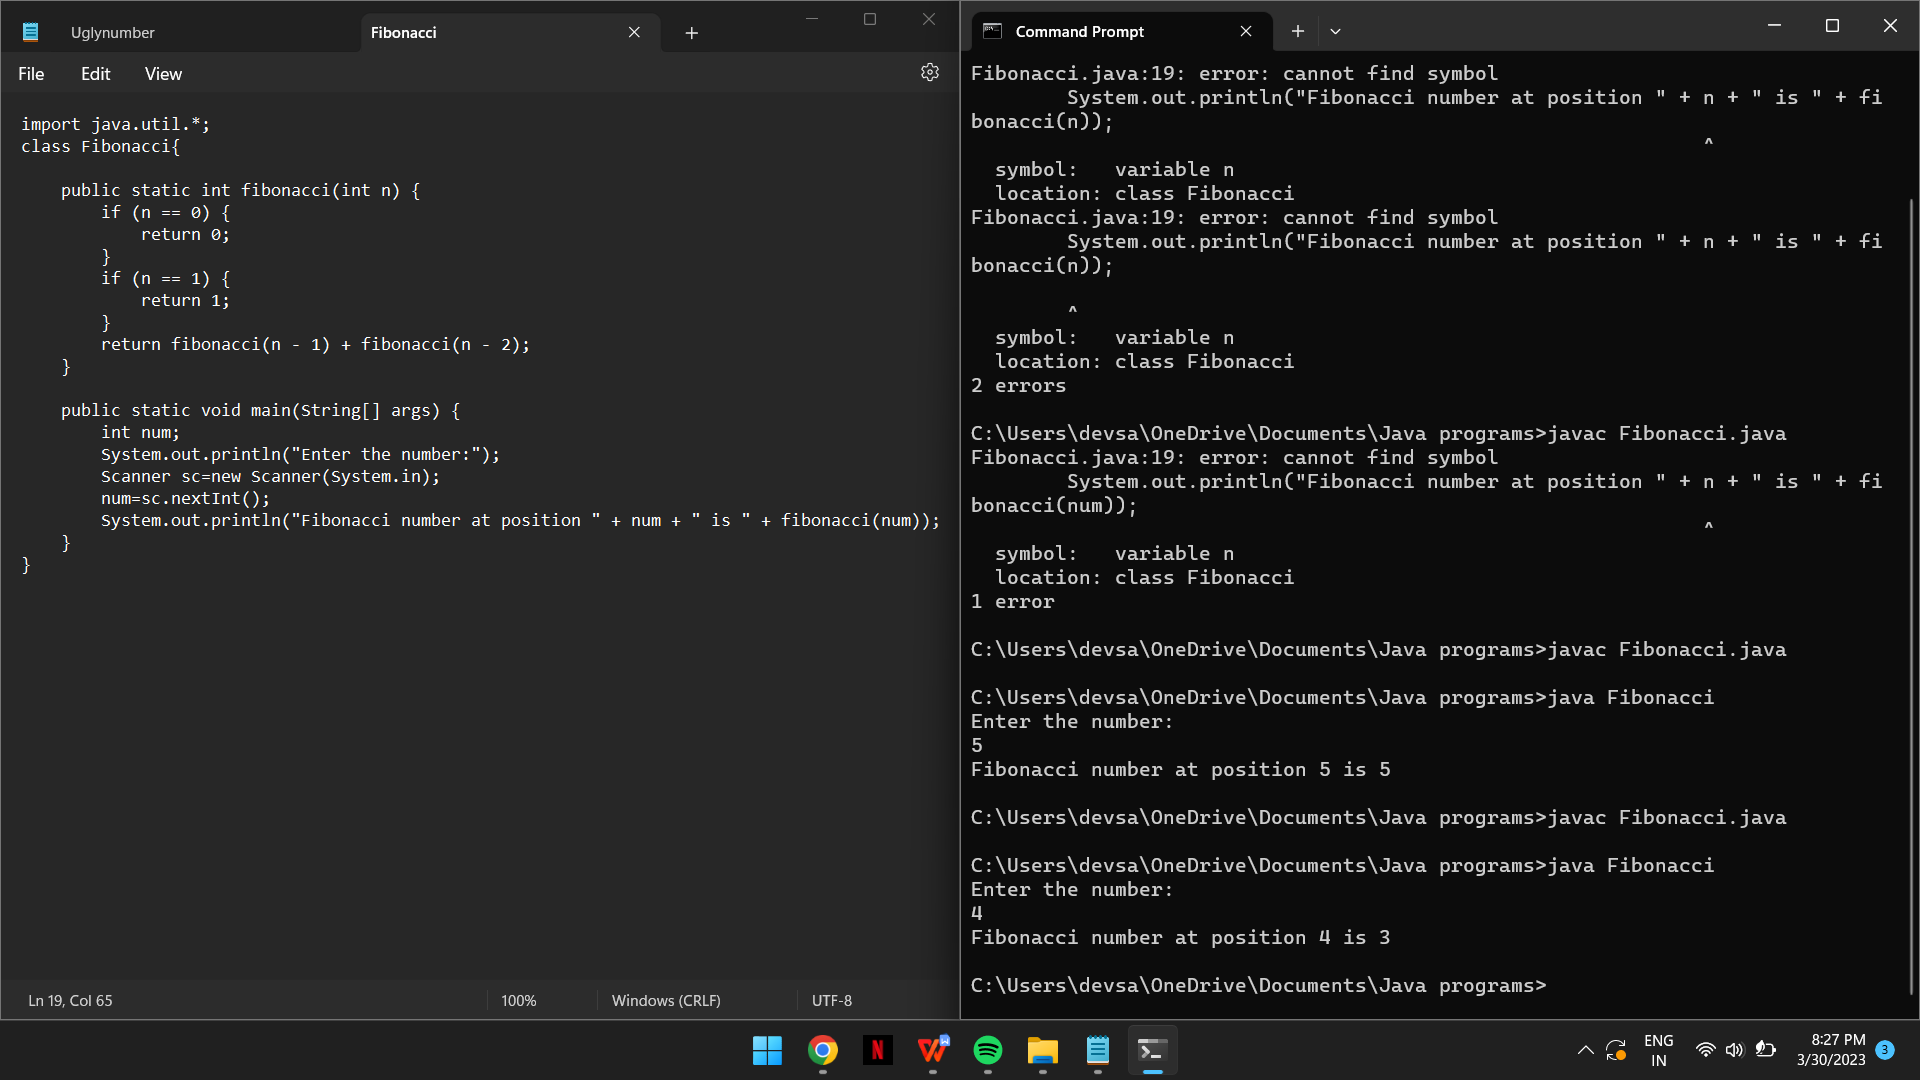 Uglynumber
Fibonacci
File Edit View
import java.util.*;
class Fibonacci{
    public static int fibonacci(int n) {
        if (n == 0) {
            return 0;
        }
        if (n == 1) {
            return 1;
        }
        return fibonacci(n - 1) + fibonacci(n - 2);
    }
    public static void main(String[] args) {
        int num;
        System.out.println("Enter the number:");
        Scanner sc=new Scanner(System.in);
        num=sc.nextInt();
        System.out.println("Fibonacci number at position " + num + " is " + fibonacci(num));
    }
}
Ln 19, Col 65
100%
Windows (CRLF)
UTF-8
Command Prompt
Fibonacci.java:19: error: cannot find symbol
        System.out.println("Fibonacci number at position " + n + " is " + fi
bonacci(n));
^
  symbol:   variable n
  location: class Fibonacci
Fibonacci.java:19: error: cannot find symbol
        System.out.println("Fibonacci number at position " + n + " is " + fi
bonacci(n));
^
  symbol:   variable n
  location: class Fibonacci
2 errors
C:\Users\devsa\OneDrive\Documents\Java programs>javac Fibonacci.java
Fibonacci.java:19: error: cannot find symbol
        System.out.println("Fibonacci number at position " + n + " is " + fi
bonacci(num));
^
  symbol:   variable n
  location: class Fibonacci
1 error
C:\Users\devsa\OneDrive\Documents\Java programs>javac Fibonacci.java
C:\Users\devsa\OneDrive\Documents\Java programs>java Fibonacci
Enter the number:
5
Fibonacci number at position 5 is 5
C:\Users\devsa\OneDrive\Documents\Java programs>javac Fibonacci.java
C:\Users\devsa\OneDrive\Documents\Java programs>java Fibonacci
Enter the number:
4
Fibonacci number at position 4 is 3
C:\Users\devsa\OneDrive\Documents\Java programs>
ENG
IN
8:27 PM
3/30/2023
3